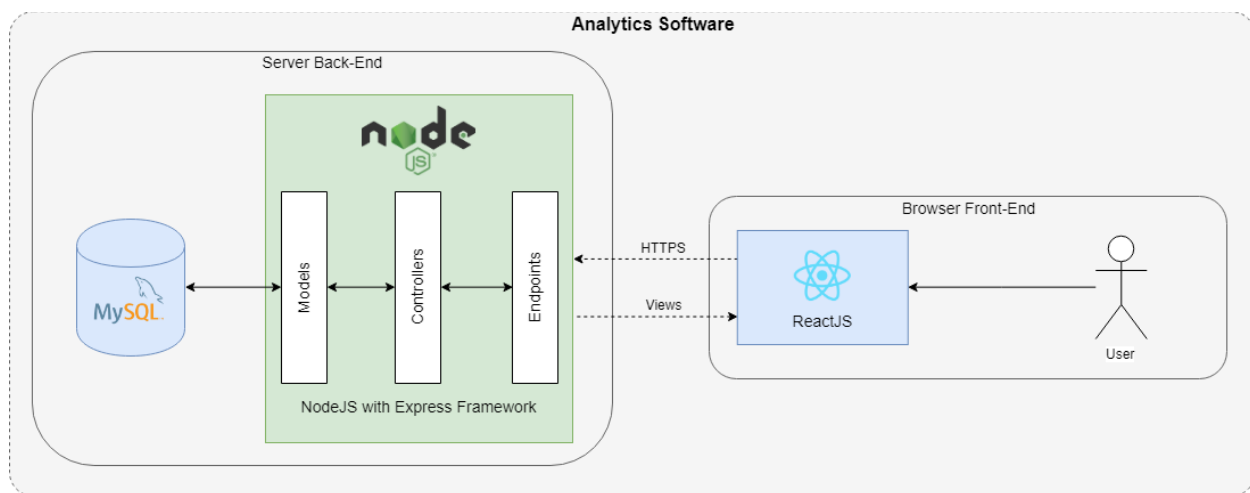 Analytics Software
Server Back-End
node
JS
Models
Controllers
Endpoints
MySQL
NodeJS with Express Framework
HTTPS
Views
Browser Front-End
ReactJS
User